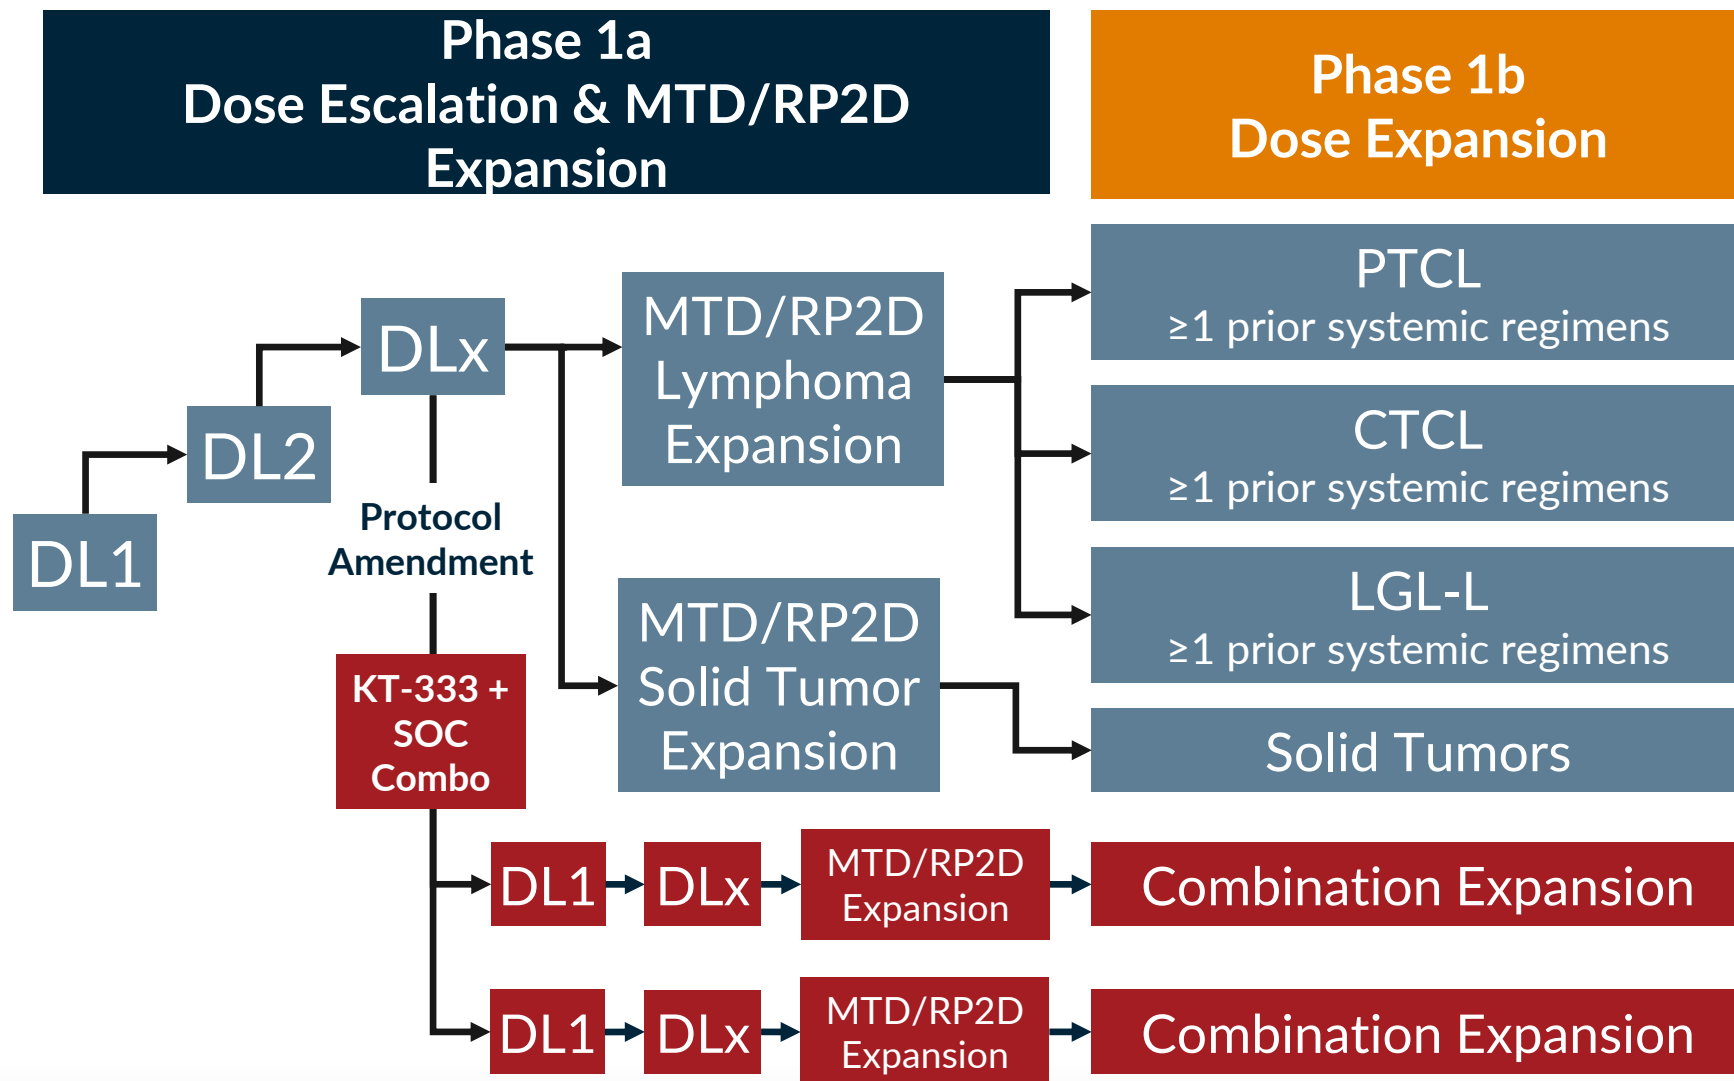 Phase 1a
Dose Escalation & MTD/RP2D
Expansion
Phase 1b
Dose Expansion
DL1
DL2
DLx
Protocol
Amendment
KT-333 +
SOC
Combo
MTD/RP2D
Lymphoma
Expansion
MTD/RP2D
Solid Tumor
Expansion
PTCL
≥1 prior systemic regimens
CTCL
≥1 prior systemic regimens
LGL-L
≥1 prior systemic regimens
Solid Tumors
DL1
DLx
MTD/RP2D
Expansion
Combination Expansion
DL1
DLx
MTD/RP2D
Expansion
Combination Expansion